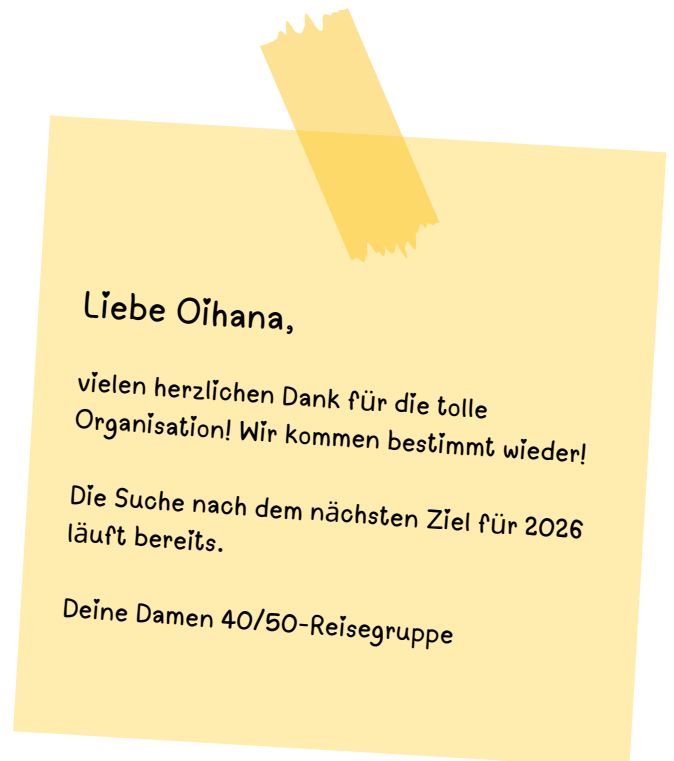 Liebe Oihana,
vielen herzlichen Dank für die tolle
Organisation! Wir kommen bestimmt wieder!
Die Suche nach dem nächsten Ziel für 2026
läuft bereits.
Deine Damen 40/50-Reisegruppe